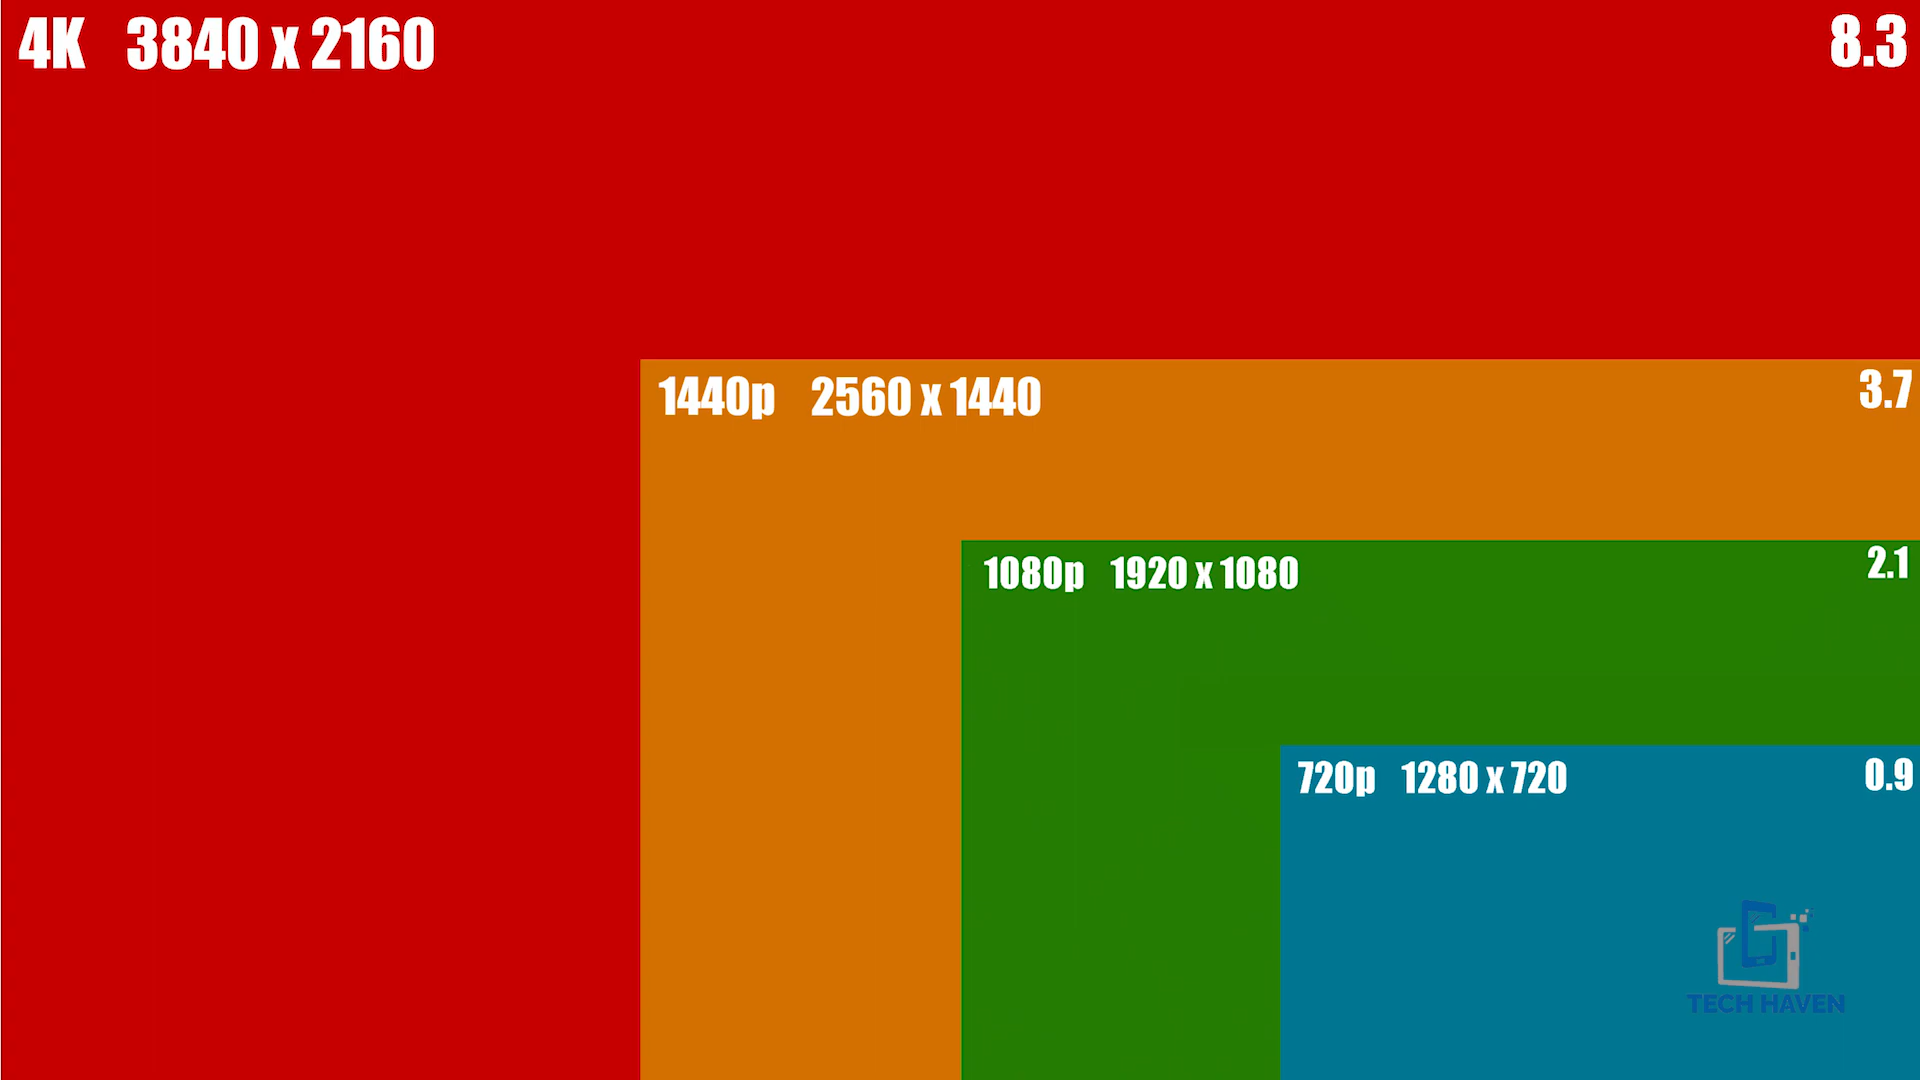 4K 3840 x 2160 8.3
1440p 2560 x 1440 3.7
1080p 1920 x 1080 2.1
720p 1280 x 720 0.9
TECH HAVEN